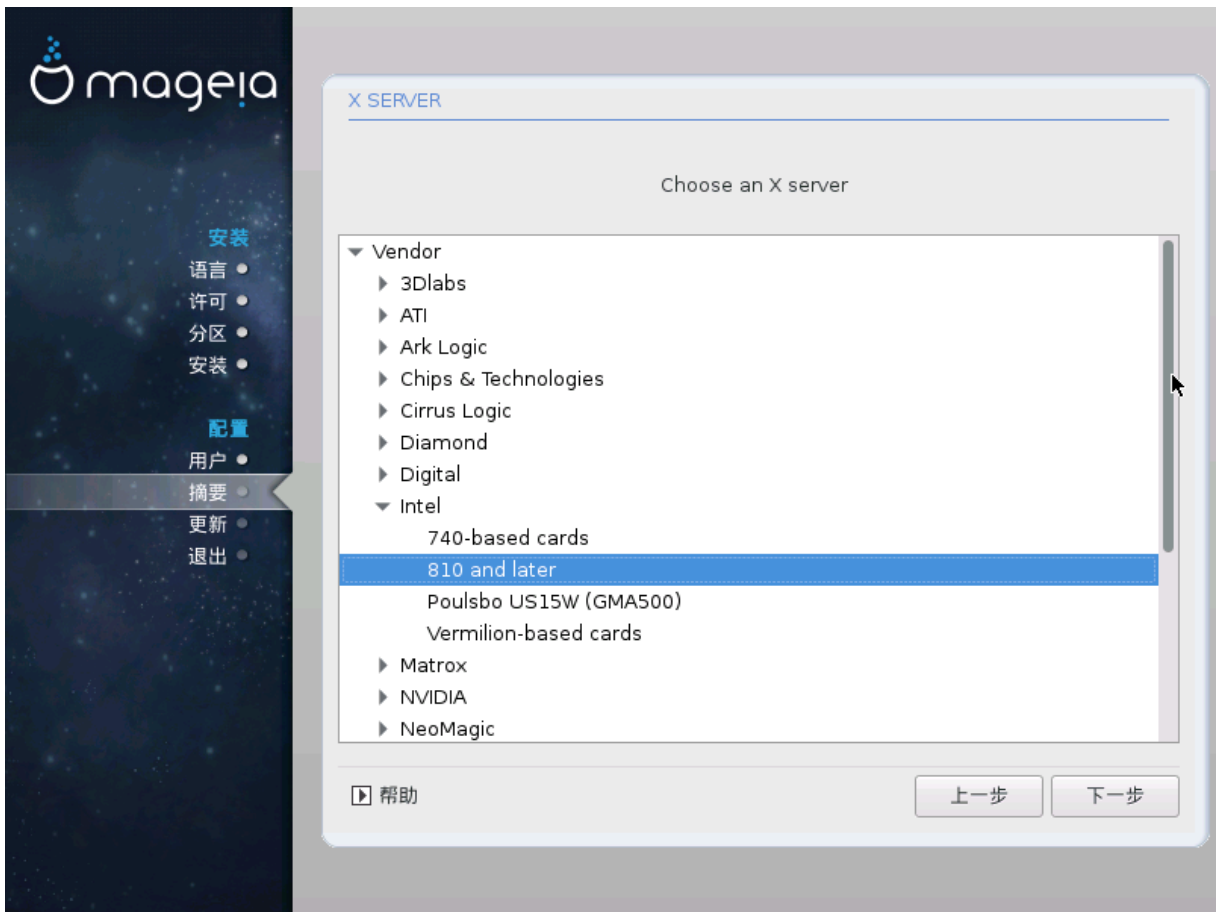 mageia
安装
语言
许可
分区
安装
配置
用户
摘要
更新
退出
X SERVER
Choose an X server
Vendor
3Dlabs
ATI
Ark Logic
Chips & Technologies
Cirrus Logic
Diamond
Digital
Intel
740-based cards
810 and later
Poulsbo US15W (GMA500)
Vermilion-based cards
Matrox
NVIDIA
NeoMagic
帮助
上一步
下一步